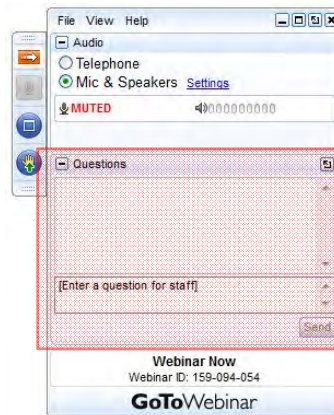 File View Help
Audio
Telephone
Mic & Speakers Settings
MUTED
Questions
[Enter a question for staff]
Send
Webinar Now
Webinar ID: 159-094-054
GoToWebinar